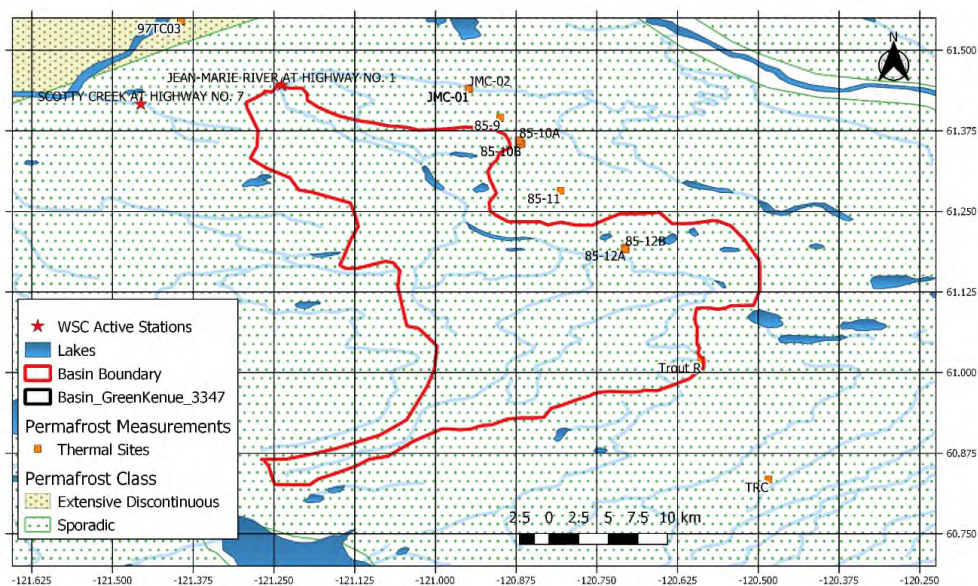 97TC03
61.500
N
JEAN-MARIE RIVER AT HIGHWAY NO. 1
JMC-02
SCOTTY CREEK AT HIGHWAY NO. 7
JMC-01
85-9
85-10A
61.375
85-10B
85-11
61.250
85-12B
85-12A
61.125
WSC Active Stations
Lakes
Basin Boundary
Basin_GreenKenue_3347
Permafrost Measurements
Thermal Sites
Permafrost Class
Extensive Discontinuous
Sporadic
Trout R
61.000
60.875
TRC
2.5 0 2.5 5 7.5 10 km
60.750
-121.625 -121.500 -121.375 -121.250 -121.125 -121.000 -120.875 -120.750 -120.625 -120.500 -120.375 -120.250